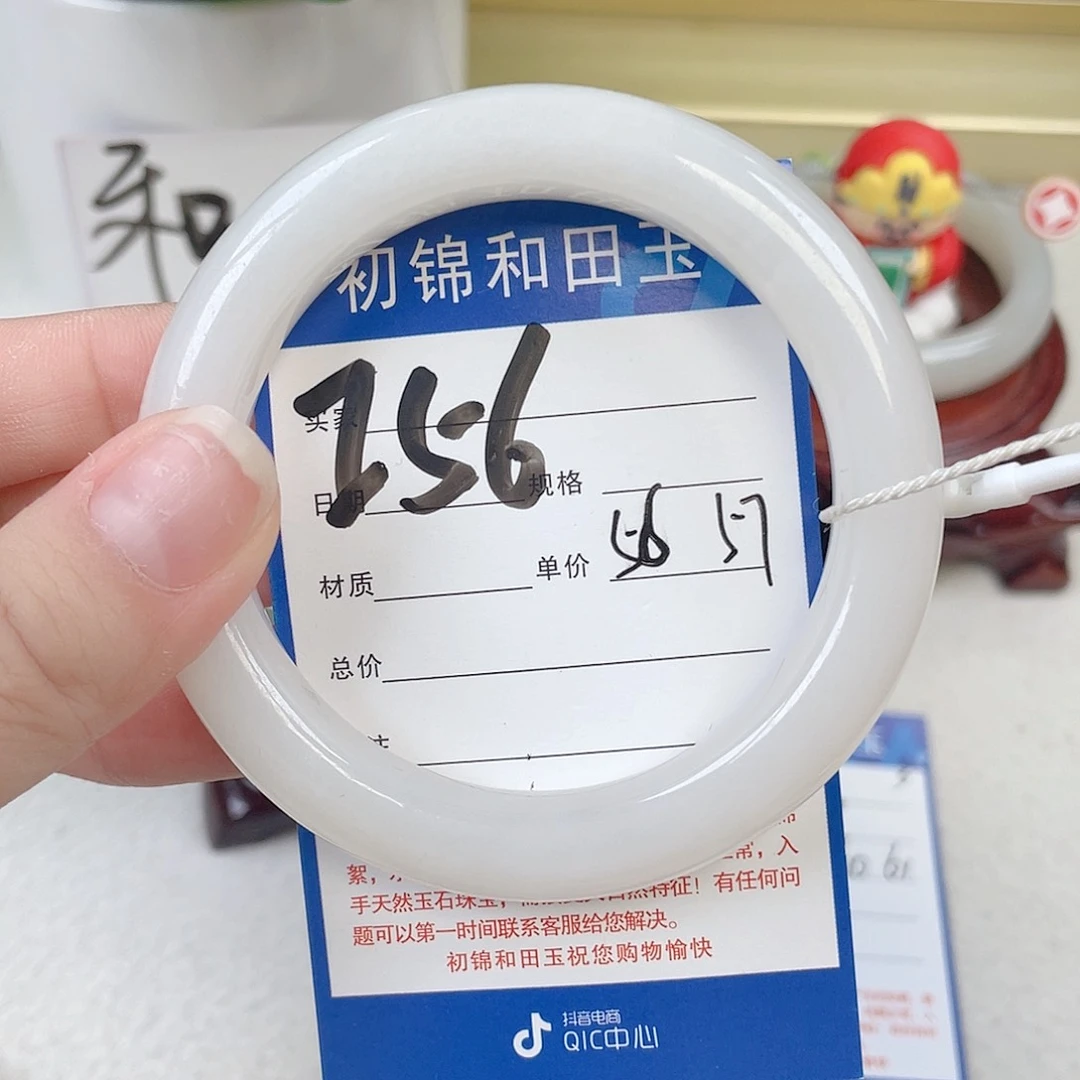 和
初锦和田玉
756
买家
日期
规格
56 57
材质
单价
总价
絮，
常，入
手天然玉石珠宝，
自然特征！有任何问
题可以第一时间联系客服给您解决。
初锦和田玉祝您购物愉快
抖音电商
QIC中心